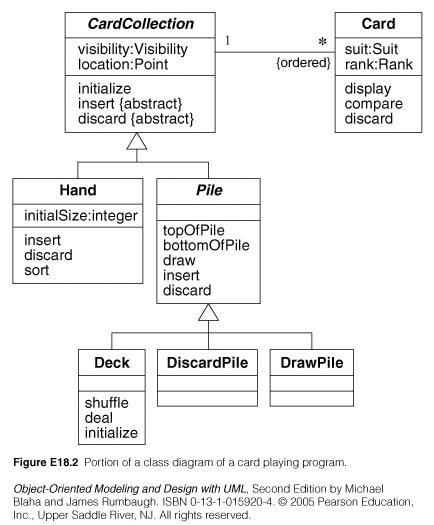 CardCollection
visibility:Visibility
location:Point
initialize
insert {abstract}
discard {abstract}
1
*
{ordered}
Card
suit:Suit
rank:Rank
display
compare
discard
Hand
initialSize:integer
insert
discard
sort
Pile
topOfPile
bottomOfPile
draw
insert
discard
Deck
shuffle
deal
initialize
DiscardPile
DrawPile
Figure E18.2 Portion of a class diagram of a card playing program.
Object-Oriented Modeling and Design with UML, Second Edition by Michael
Blaha and James Rumbaugh. ISBN 0-13-1-015920-4. © 2005 Pearson Education,
Inc., Upper Saddle River, NJ. All rights reserved.